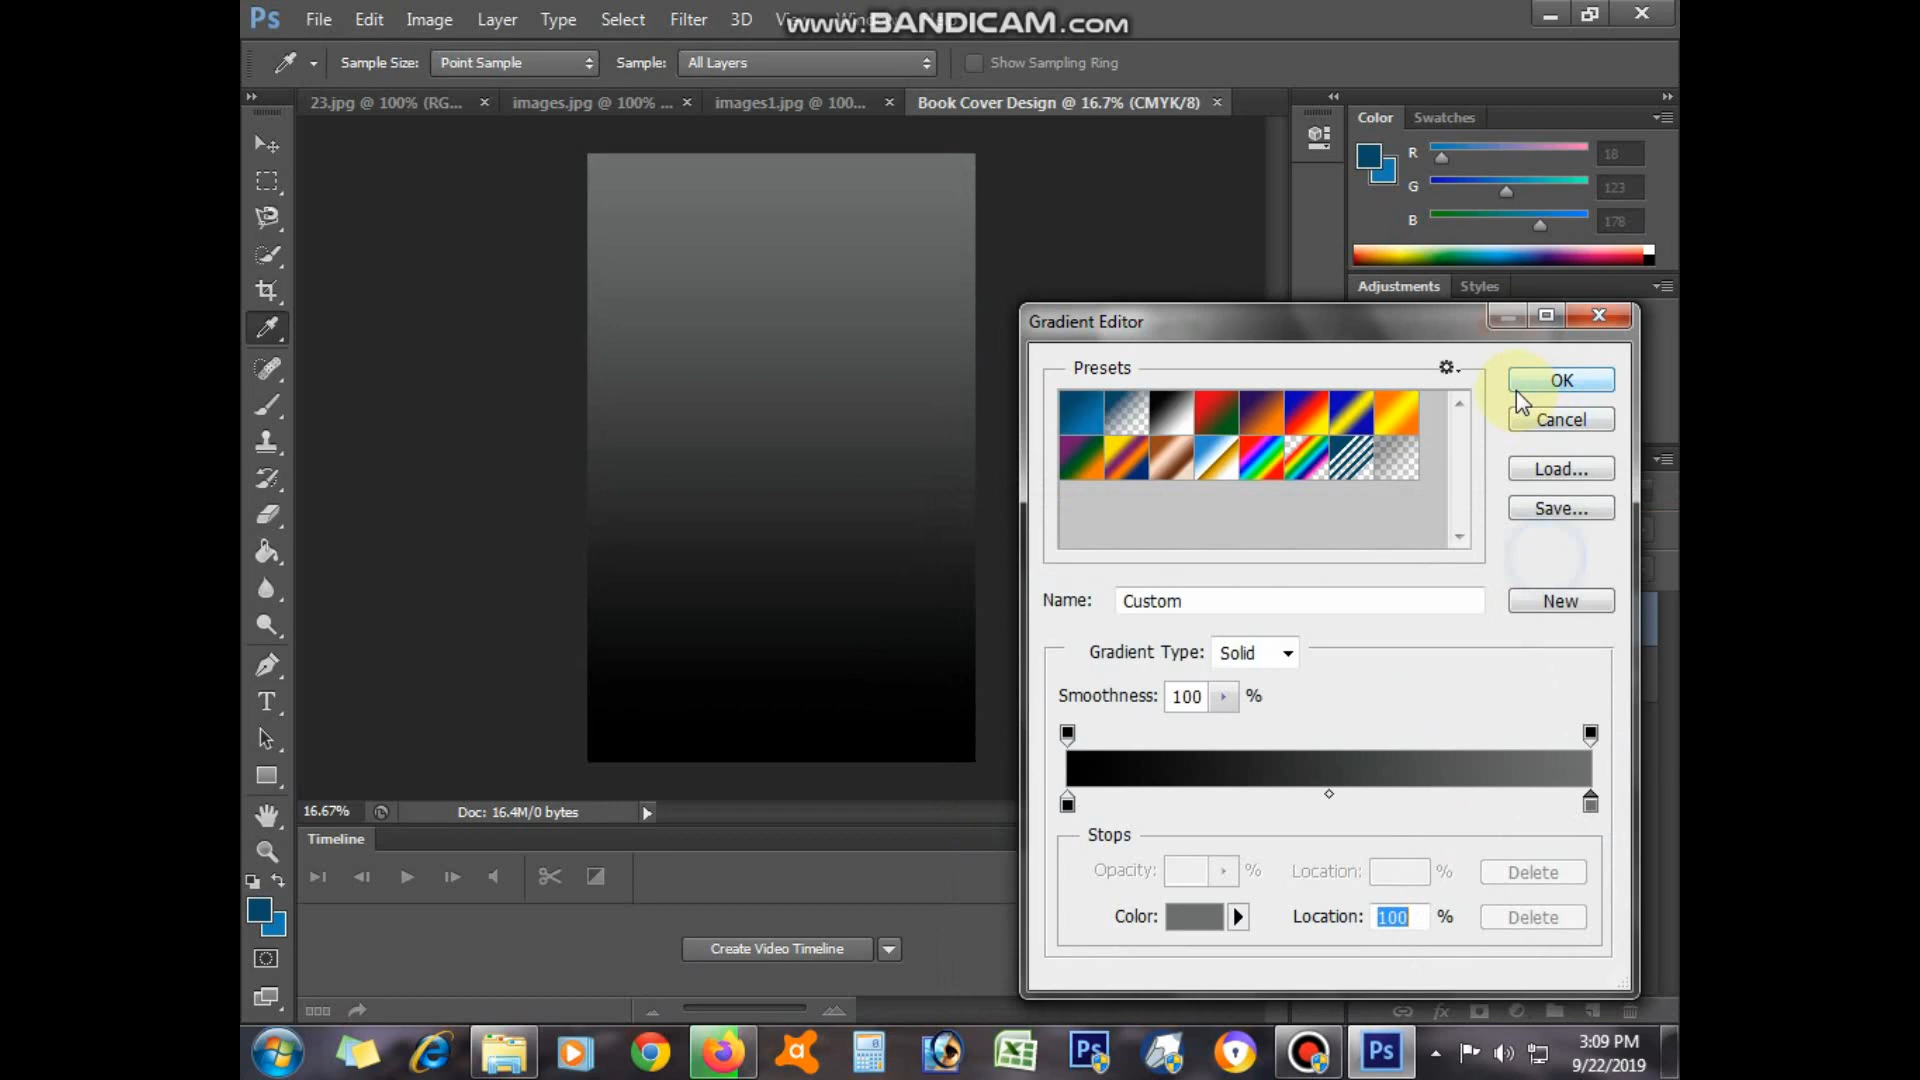 Ps File Edit Image Layer Type Select Filter 3D
www.BANDICAM.com
Sample Size: Point Sample Sample: All Layers Show Sampling Ring
23.jpg @ 100% (RG... × images.jpg @ 100% ... × images1.jpg @ 100... × Book Cover Design @ 16.7% (CMYK/8) ×
Color Swatches
R 18
G 123
B 178
Adjustments Styles
Gradient Editor
Presets
OK
Cancel
Load...
Save...
Name: Custom New
Gradient Type: Solid
Smoothness: 100 %
Stops
Opacity: % Location: % Delete
Color: Location: 100 % Delete
16.67% Doc: 16.4M/0 bytes
Timeline
Create Video Timeline
T
fx
3:09 PM
9/22/2019